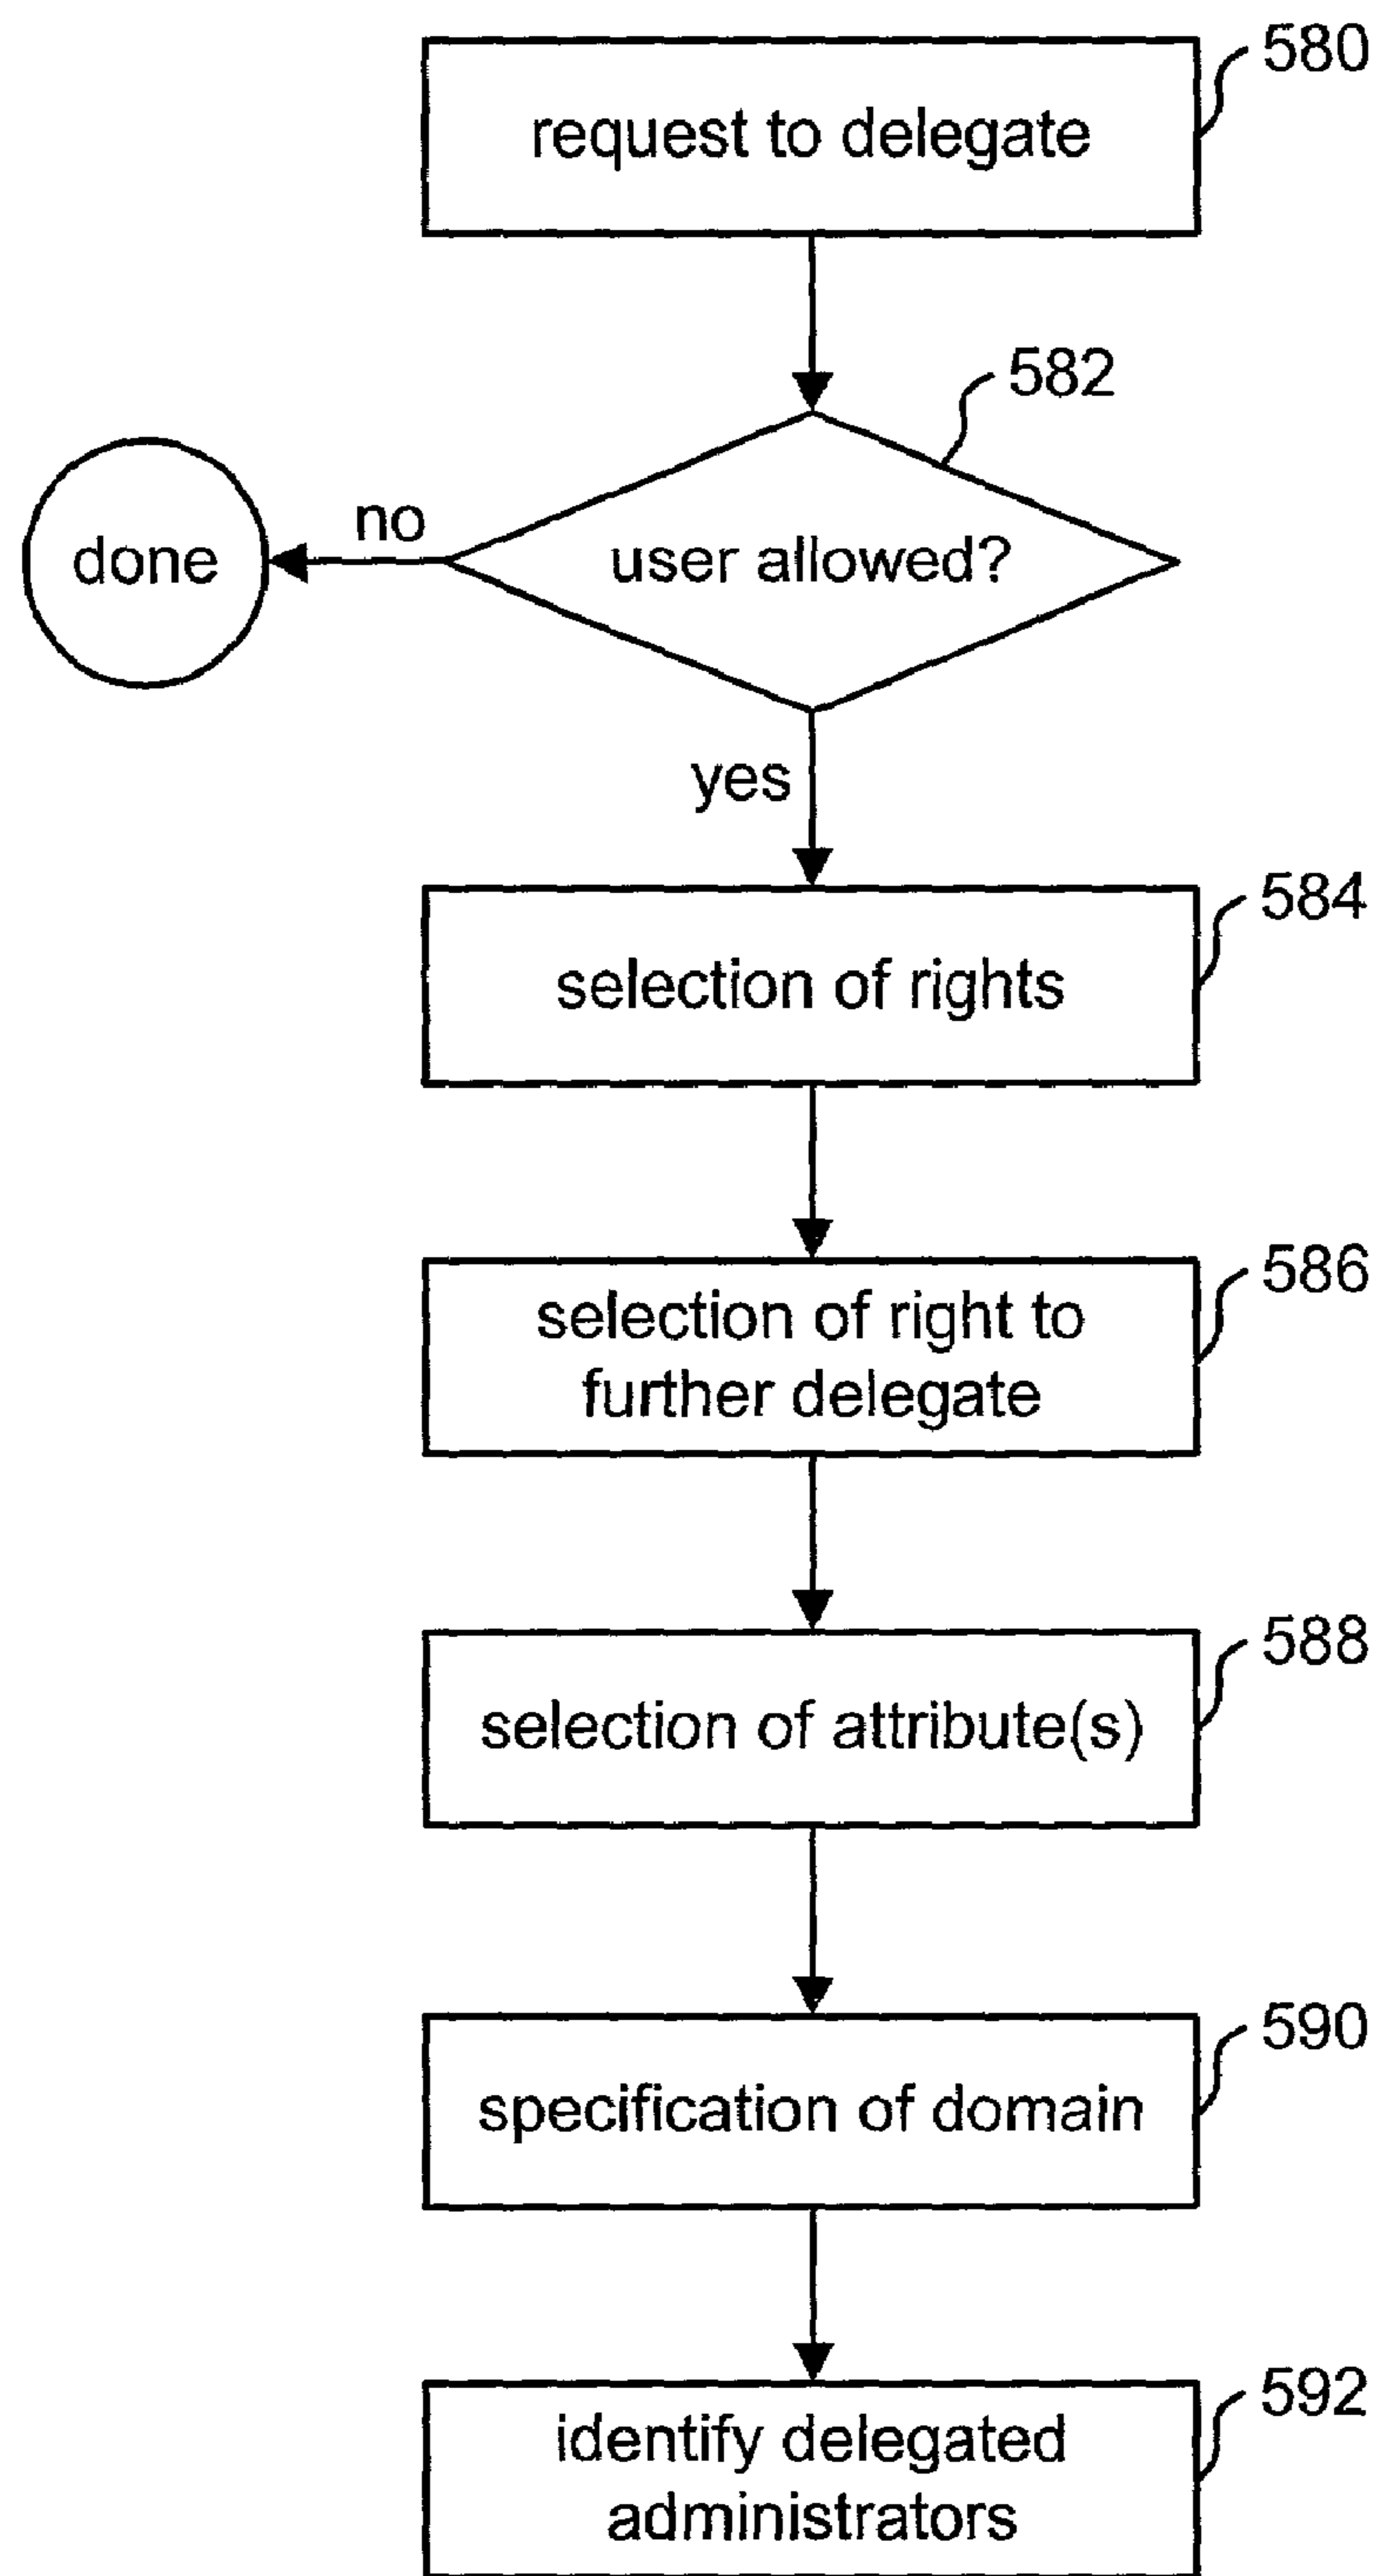 580
request to delegate
582
no
done
user allowed?
yes
584
selection of rights
586
selection of right to
further delegate
588
selection of attribute(s)
590
specification of domain
592
identify delegated
administrators